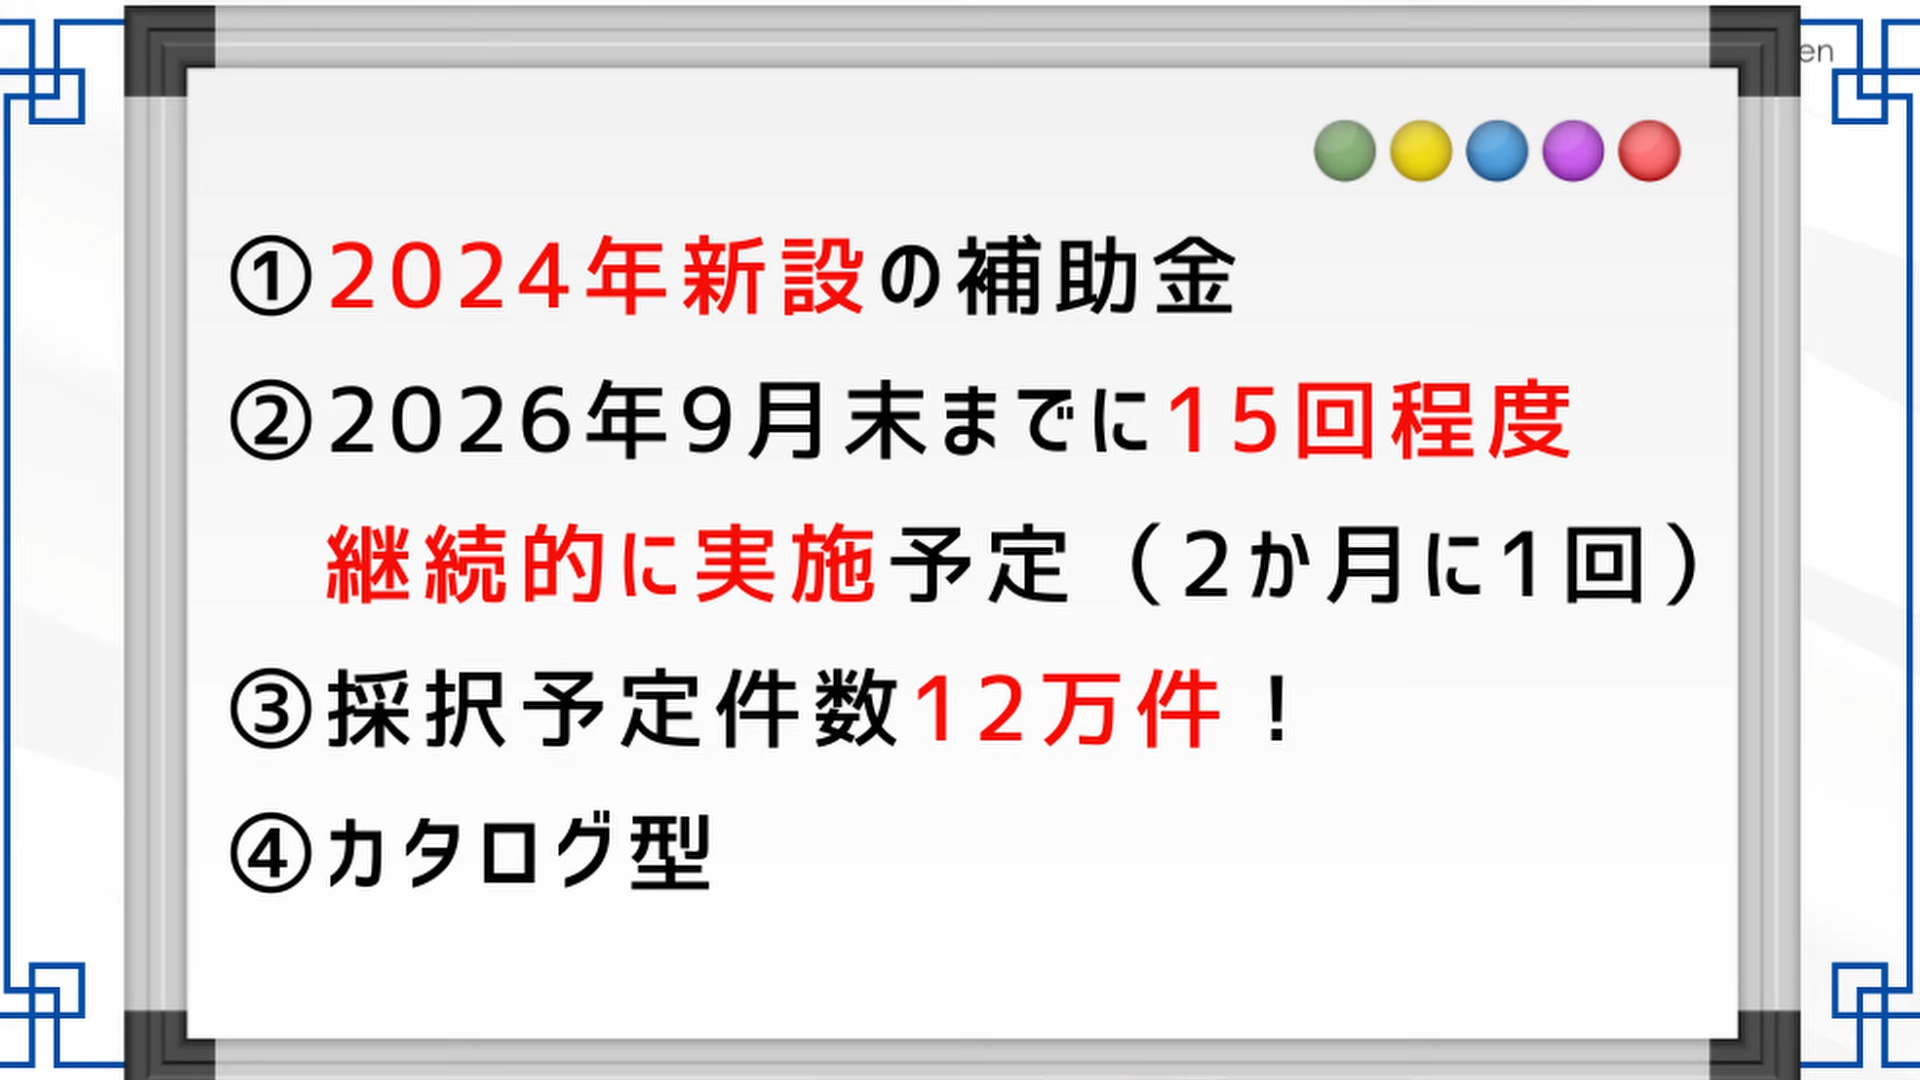 en
①2024年新設の補助金
②2026年9月末までに15回程度
継続的に実施予定（2か月に1回）
③採択予定件数12万件！
④カタログ型